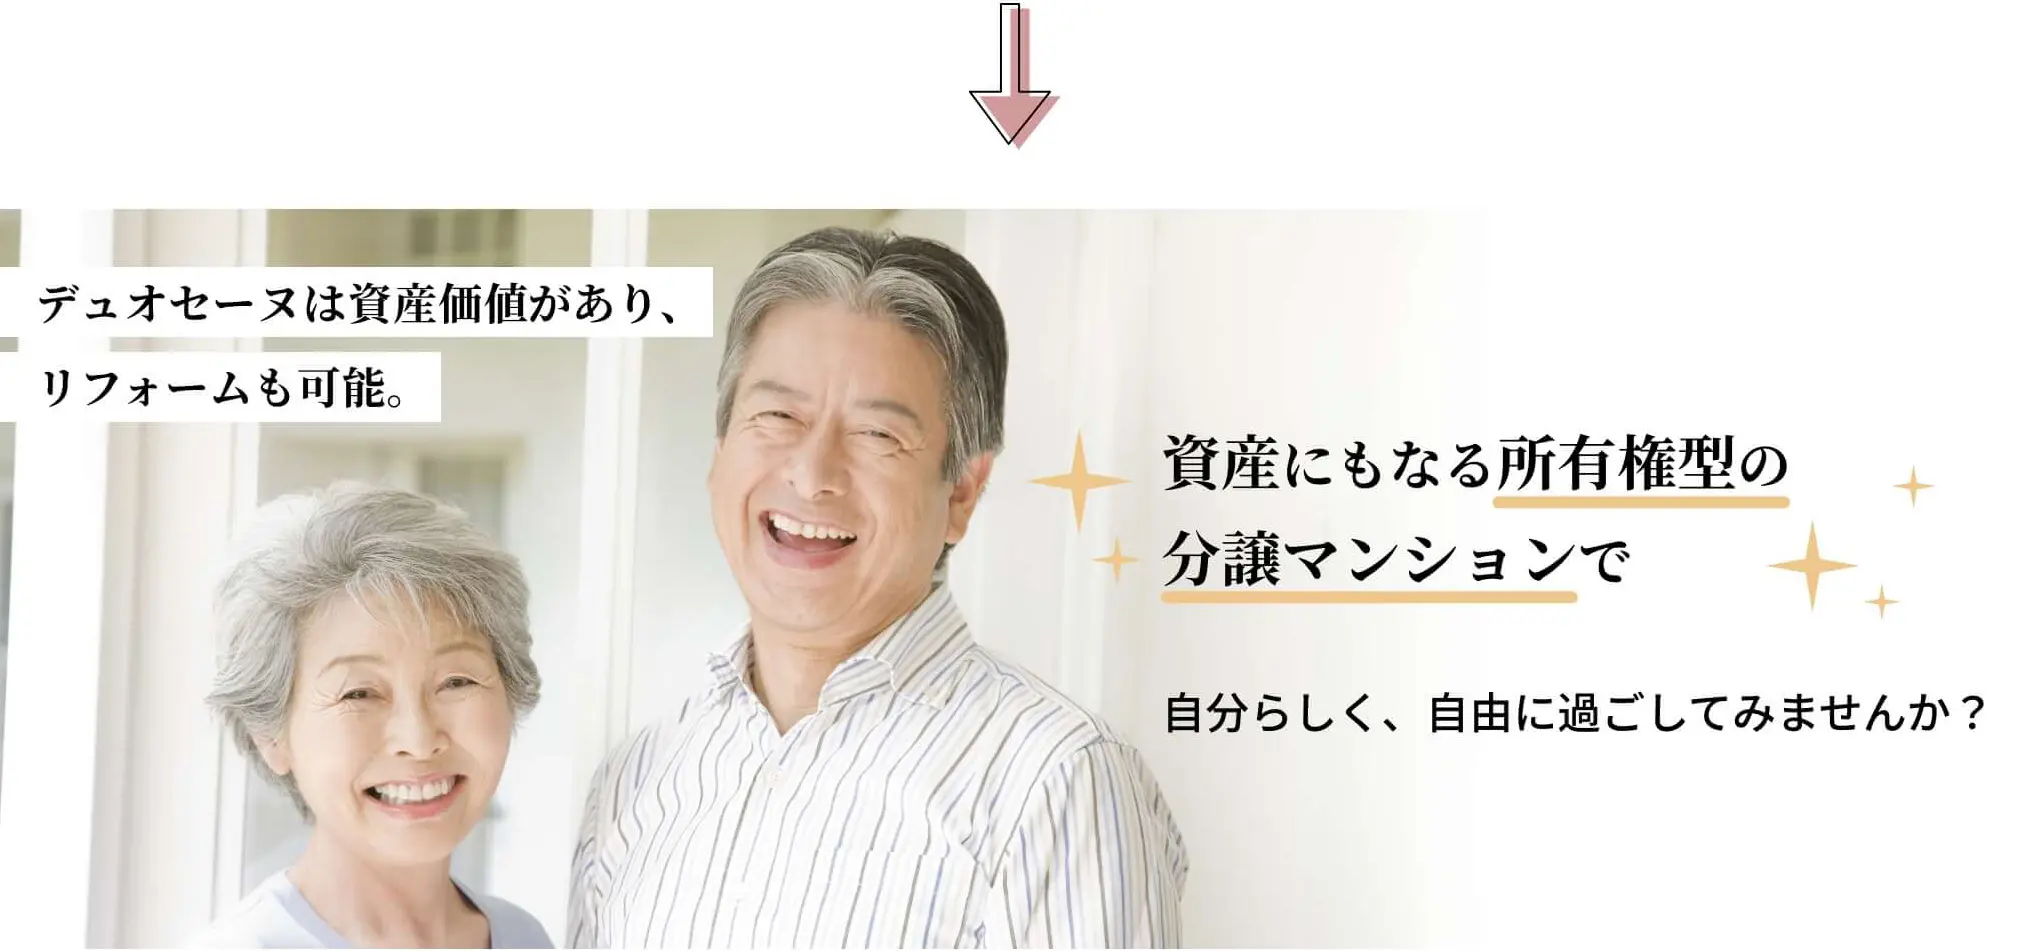 デュオセーヌは資産価値があり、
リフォームも可能。
資産にもなる所有権型の
分譲マンションで
自分らしく、自由に過ごしてみませんか？